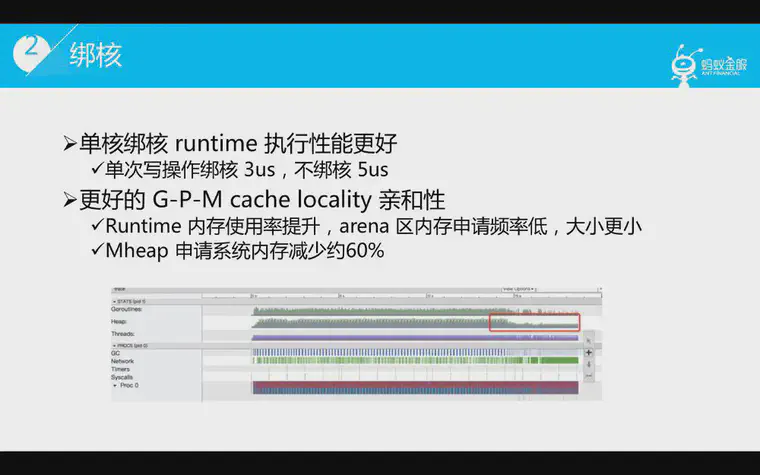 2
绑核
蚂蚁金服
ANT FINANCIAL
➢单核绑核 runtime 执行性能更好
✓单次写操作绑核 3us，不绑核 5us
➢更好的 G-P-M cache locality 亲和性
✓Runtime 内存使用率提升，arena 区内存申请频率低，大小更小
✓Mheap 申请系统内存减少约60%
View Options
STATS (pid 1)
Goroutines:
Heap:
Threads:
PROCS (pid 0)
GC
Network
Timers
Syscalls
Proc 0